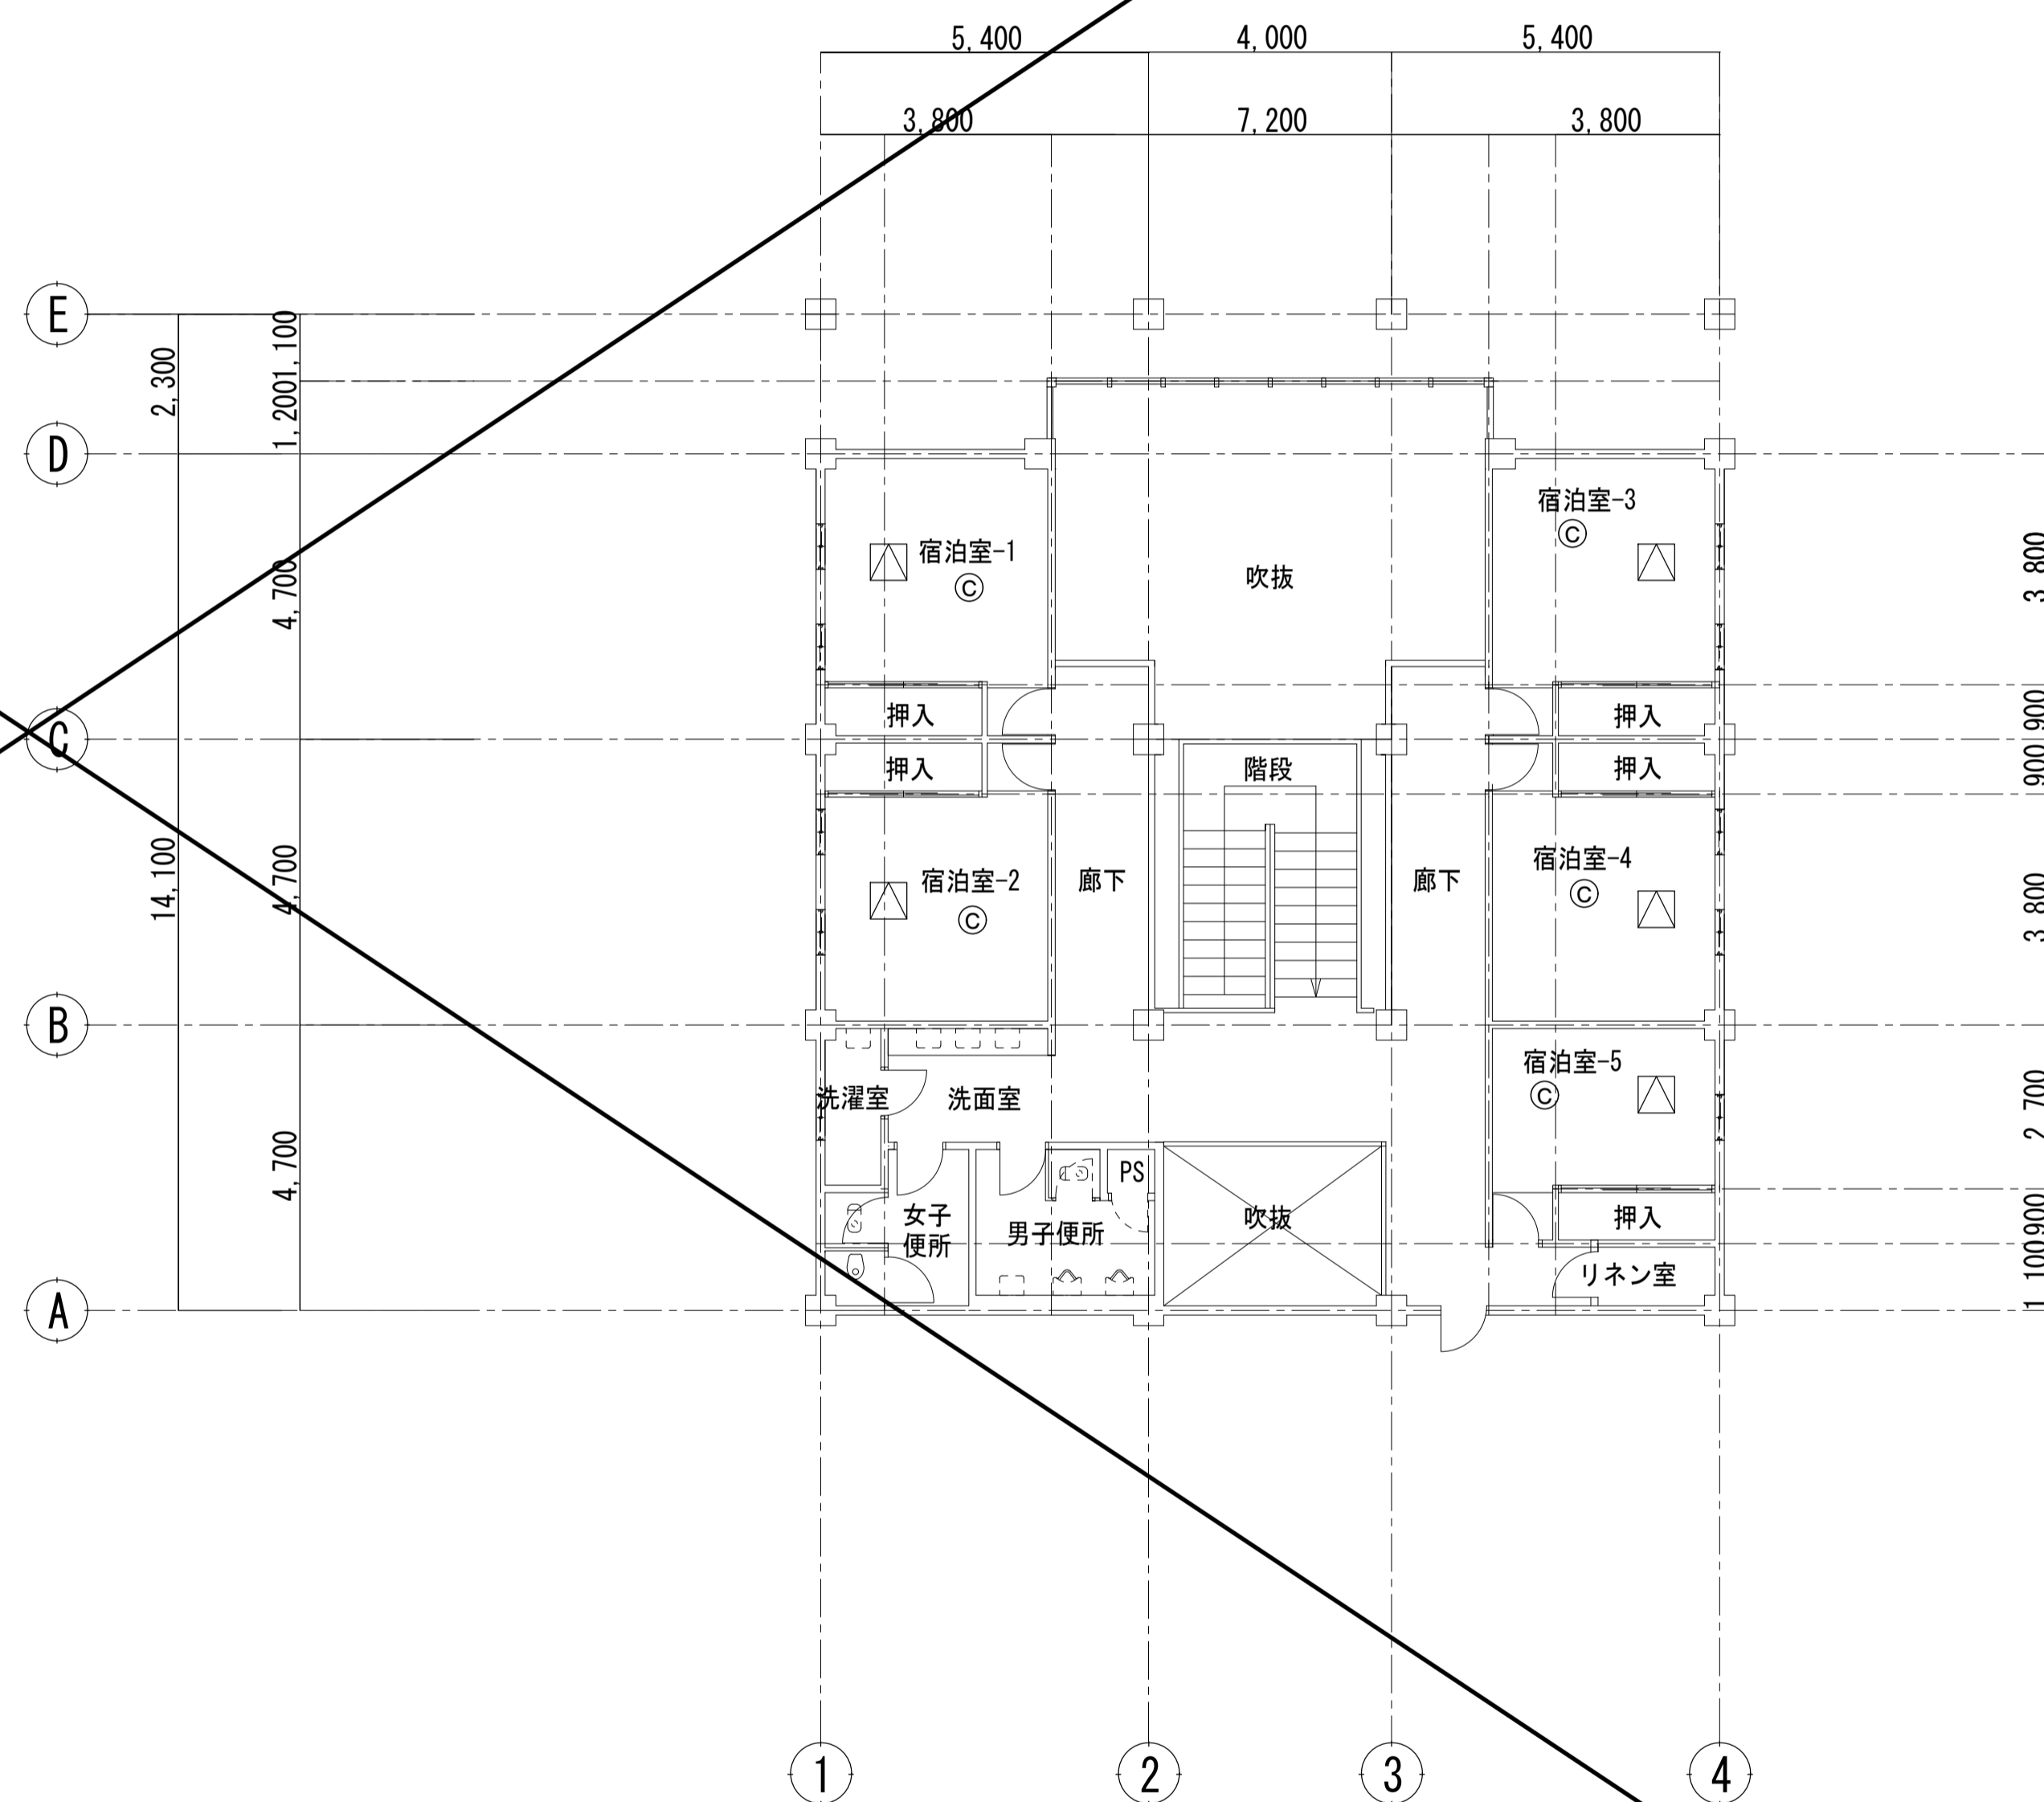 5,400 4,000 5,400
3,800 7,200 3,800
E
2,300
1,100
1,200
D
宿泊室-3
Ⓒ
宿泊室-1
Ⓒ
吹抜
4,700
3,800
押入
押入
900
C
押入
階段
押入
900
宿泊室-4
Ⓒ
宿泊室-2
Ⓒ
廊下
廊下
14,100
4,700
3,800
B
宿泊室-5
Ⓒ
洗濯室
洗面室
2,700
4,700
PS
女子
便所
男子便所
吹抜
押入
900
リネン室
1,100
A
1
2
3
4